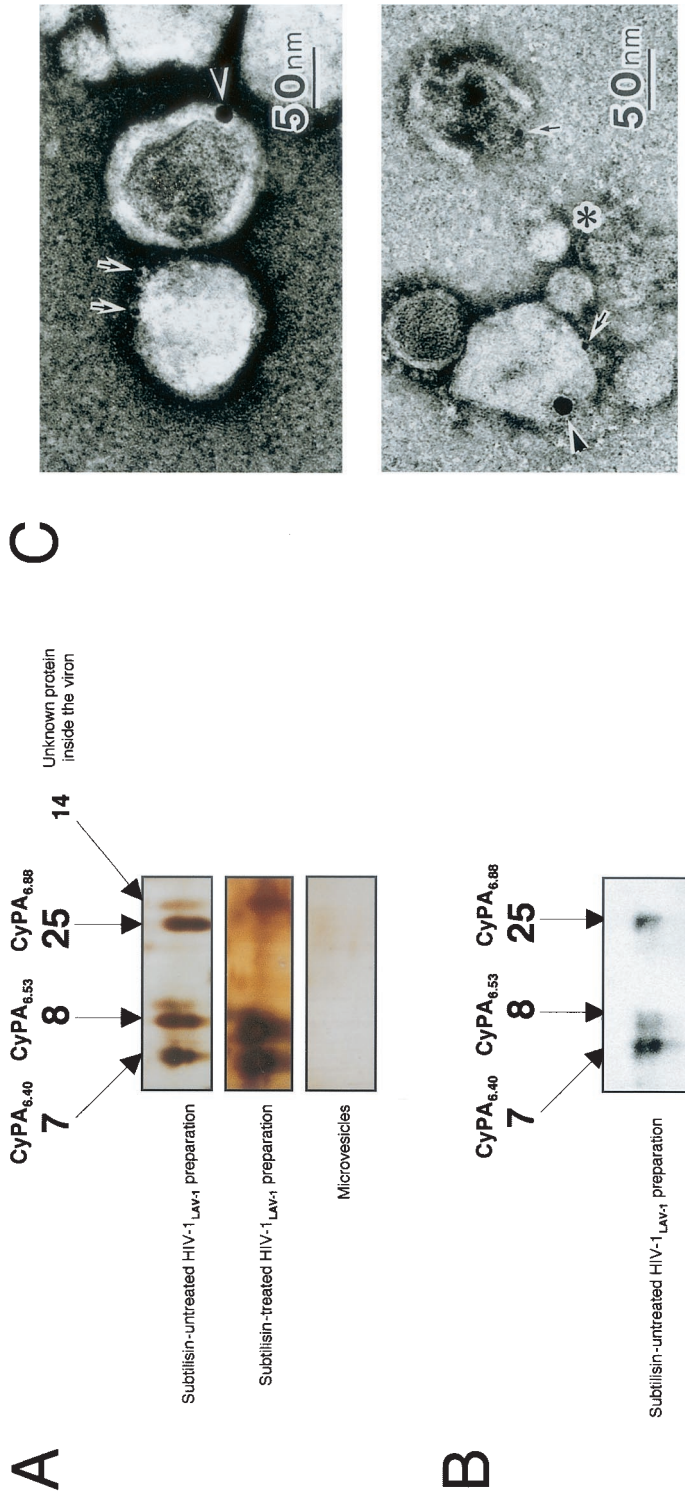 A
CyPA6.40 CyPA6.53 CyPA6.88
7 8 25 14
Unknown protein
inside the viron
Subtilisin-untreated HIV-1LAV-1 preparation
Subtilisin-treated HIV-1LAV-1 preparation
Microvesicles
B
CyPA6.40 CyPA6.53 CyPA6.88
7 8 25
Subtilisin-untreated HIV-1LAV-1 preparation
C
50nm
*
50nm